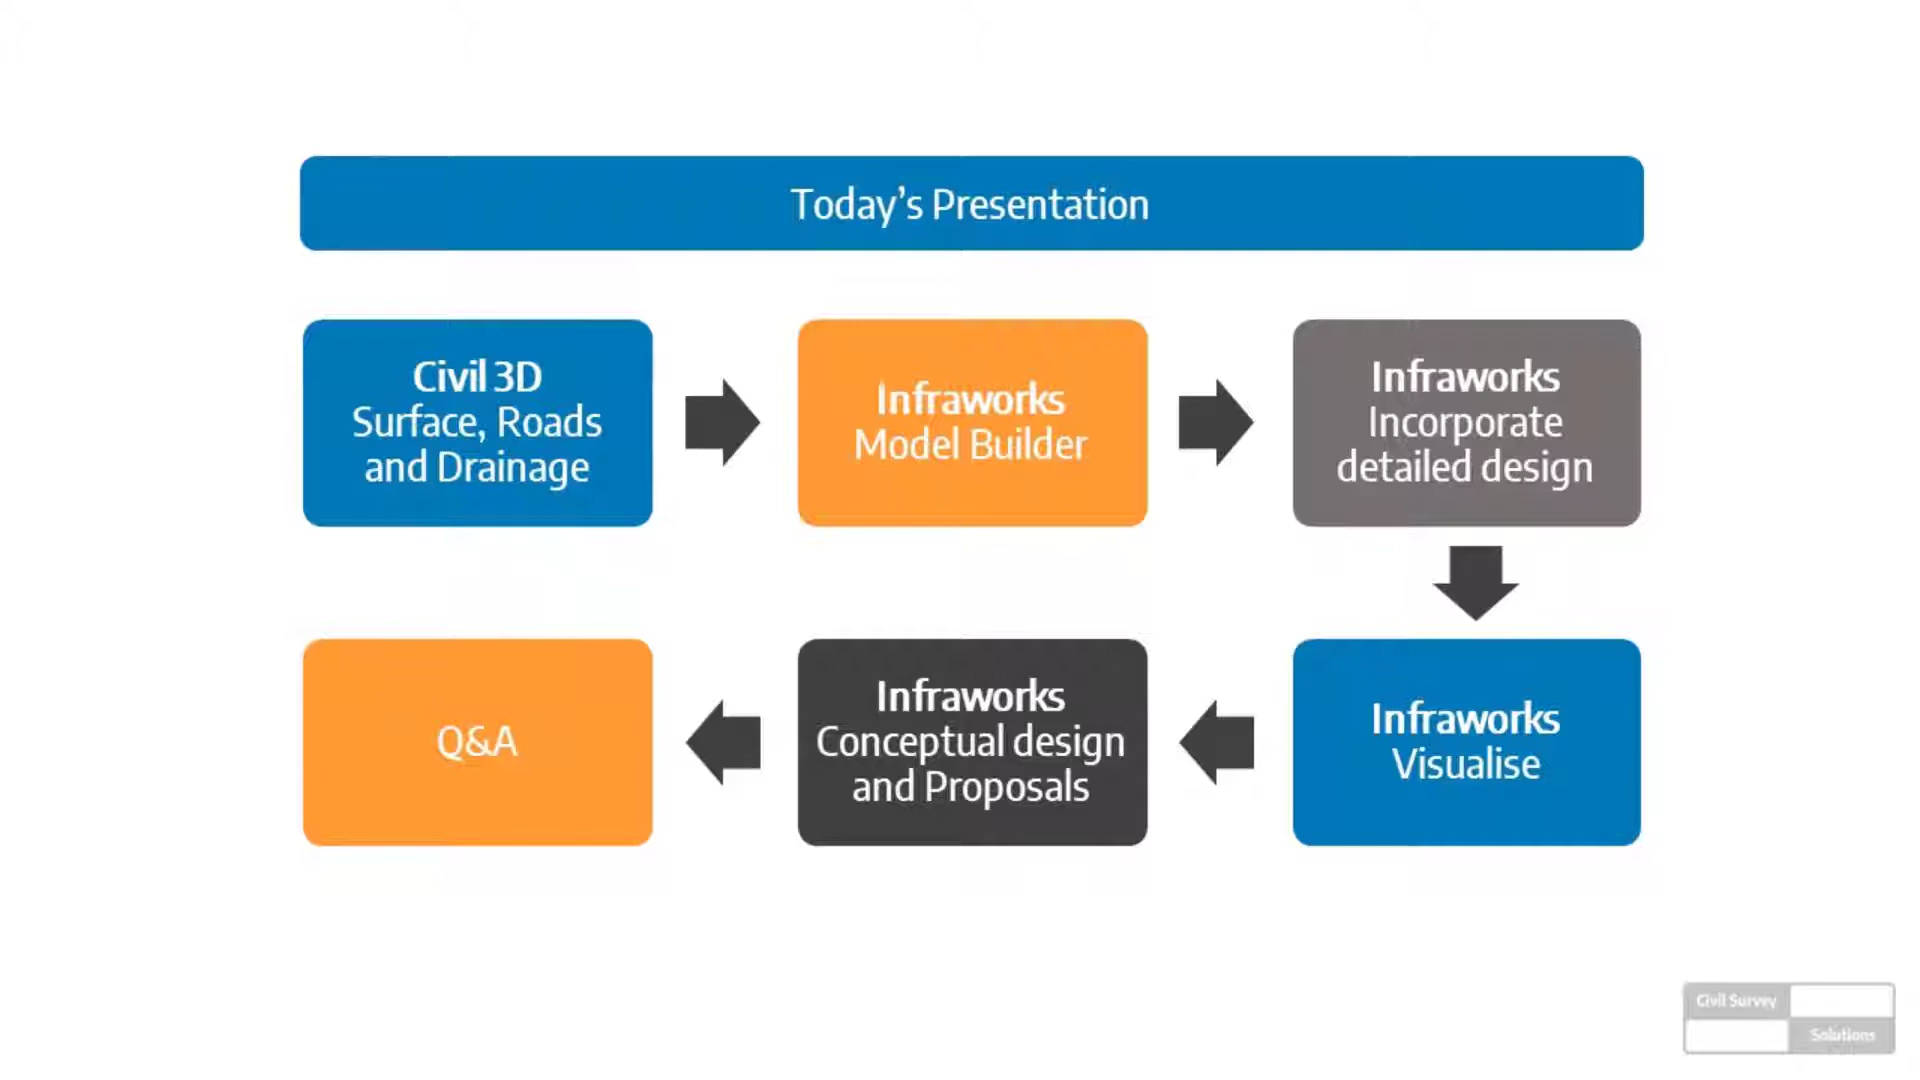 Today’s Presentation
Civil 3D
Surface, Roads
and Drainage
Infraworks
Model Builder
Infraworks
Incorporate
detailed design
Infraworks
Visualise
Infraworks
Conceptual design
and Proposals
Q&A
Civil Survey
Solutions